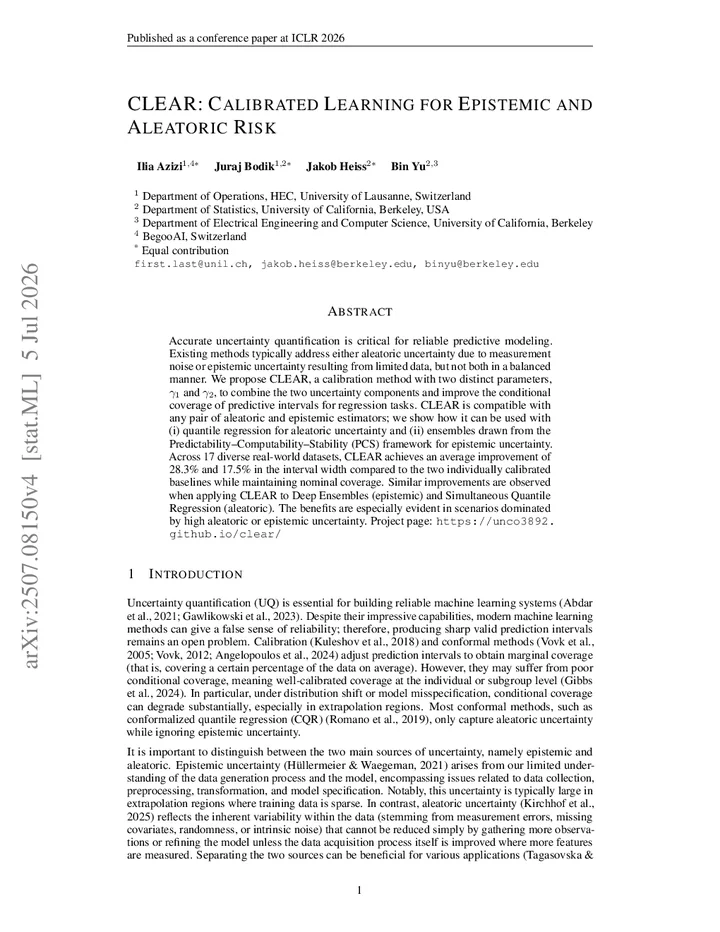 Published as a conference paper at ICLR 2026
CLEAR: CALIBRATED LEARNING FOR EPISTEMIC AND
ALEATORIC RISK
Ilia Azizi1,4* Juraj Bodik1,2* Jakob Heiss2* Bin Yu2,3
1 Department of Operations, HEC, University of Lausanne, Switzerland
2 Department of Statistics, University of California, Berkeley, USA
3 Department of Electrical Engineering and Computer Science, University of California, Berkeley
4 BegooAI, Switzerland
* Equal contribution
first.last@unil.ch, jakob.heiss@berkeley.edu, binyu@berkeley.edu
ABSTRACT
Accurate uncertainty quantification is critical for reliable predictive modeling.
Existing methods typically address either aleatoric uncertainty due to measurement
noise or epistemic uncertainty resulting from limited data, but not both in a balanced
manner. We propose CLEAR, a calibration method with two distinct parameters,
γ1 and γ2, to combine the two uncertainty components and improve the conditional
coverage of predictive intervals for regression tasks. CLEAR is compatible with
any pair of aleatoric and epistemic estimators; we show how it can be used with
(i) quantile regression for aleatoric uncertainty and (ii) ensembles drawn from the
Predictability–Computability–Stability (PCS) framework for epistemic uncertainty.
Across 17 diverse real-world datasets, CLEAR achieves an average improvement of
28.3% and 17.5% in the interval width compared to the two individually calibrated
baselines while maintaining nominal coverage. Similar improvements are observed
when applying CLEAR to Deep Ensembles (epistemic) and Simultaneous Quantile
Regression (aleatoric). The benefits are especially evident in scenarios dominated
by high aleatoric or epistemic uncertainty. Project page: https://unco3892.
github.io/clear/
1 INTRODUCTION
Uncertainty quantification (UQ) is essential for building reliable machine learning systems (Abdar
et al., 2021; Gawlikowski et al., 2023). Despite their impressive capabilities, modern machine learning
methods can give a false sense of reliability; therefore, producing sharp valid prediction intervals
remains an open problem. Calibration (Kuleshov et al., 2018) and conformal methods (Vovk et al.,
2005; Vovk, 2012; Angelopoulos et al., 2024) adjust prediction intervals to obtain marginal coverage
(that is, covering a certain percentage of the data on average). However, they may suffer from poor
conditional coverage, meaning well-calibrated coverage at the individual or subgroup level (Gibbs
et al., 2024). In particular, under distribution shift or model misspecification, conditional coverage
can degrade substantially, especially in extrapolation regions. Most conformal methods, such as
conformalized quantile regression (CQR) (Romano et al., 2019), only capture aleatoric uncertainty
while ignoring epistemic uncertainty.
It is important to distinguish between the two main sources of uncertainty, namely epistemic and
aleatoric. Epistemic uncertainty (Hüllermeier & Waegeman, 2021) arises from our limited under-
standing of the data generation process and the model, encompassing issues related to data collection,
preprocessing, transformation, and model specification. Notably, this uncertainty is typically large in
extrapolation regions where training data is sparse. In contrast, aleatoric uncertainty (Kirchhof et al.,
2025) reflects the inherent variability within the data (stemming from measurement errors, missing
covariates, randomness, or intrinsic noise) that cannot be reduced simply by gathering more observa-
tions or refining the model unless the data acquisition process itself is improved where more features
are measured. Separating the two sources can be beneficial for various applications (Tagasovska &
1
arXiv:2507.08150v4 [stat.ML] 5 Jul 2026